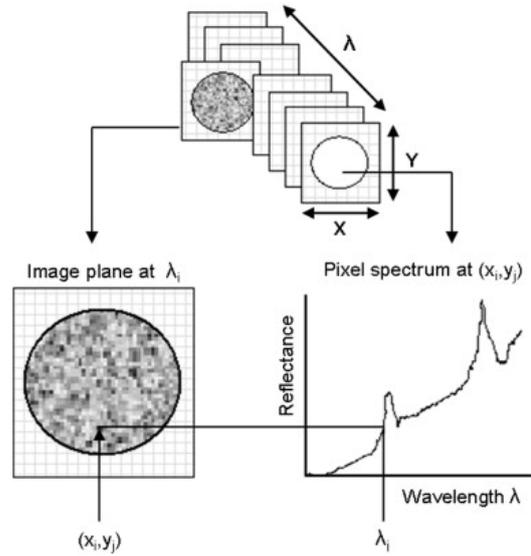 λ
Y
X
Image plane at λi
Pixel spectrum at (xi,yj)
Reflectance
Wavelength λ
(xi,yj)
λi